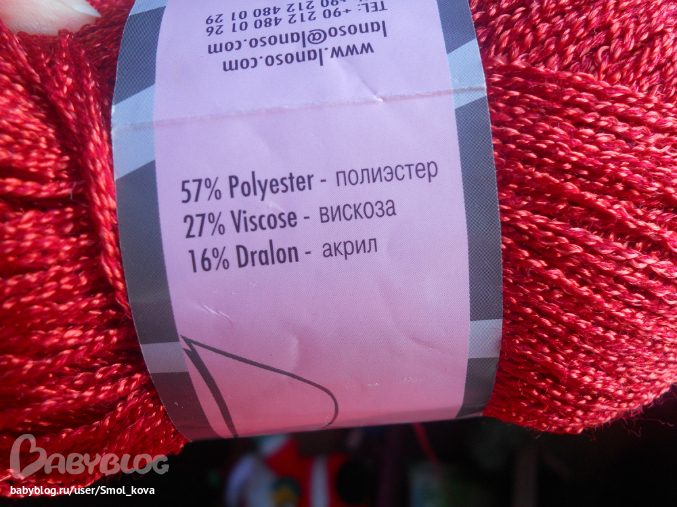 TEL: +90 212 480 01 26
+90 212 480 01 29
lanoso@lanoso.com
www.lanoso.com
57% Polyester - полиэстер
27% Viscose - вискоза
16% Dralon - акрил
BABYBLOG
babyblog.ru/user/Smol_kova